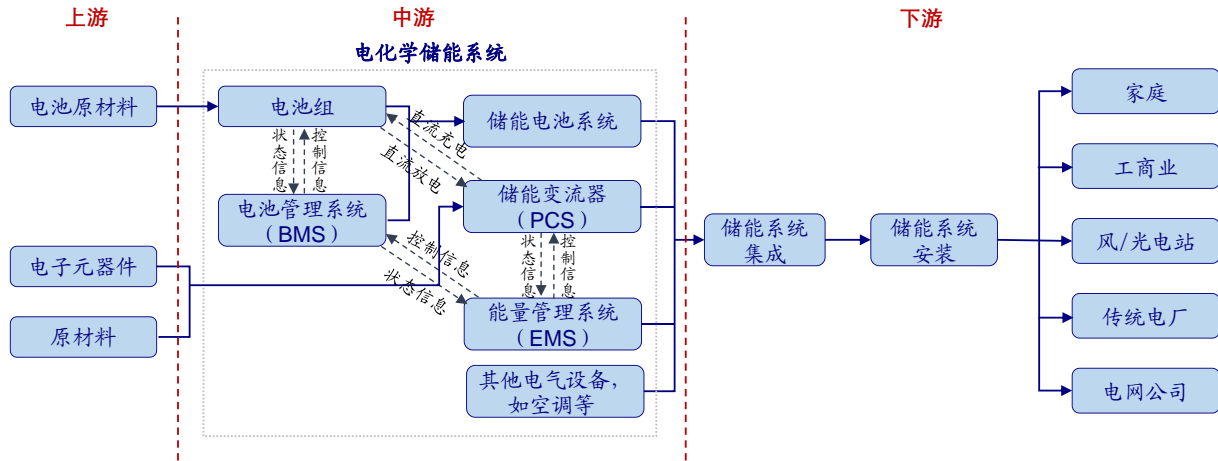 上游
中游
下游
电化学储能系统
电池原材料
电子元器件
原材料
电池组
状态信息
控制信息
电池管理系统
（BMS）
直流充电
直流放电
控制信息
状态信息
储能电池系统
储能变流器
（PCS）
状态信息
控制信息
能量管理系统
（EMS）
其他电气设备，
如空调等
储能系统
集成
储能系统
安装
家庭
工商业
风/光电站
传统电厂
电网公司